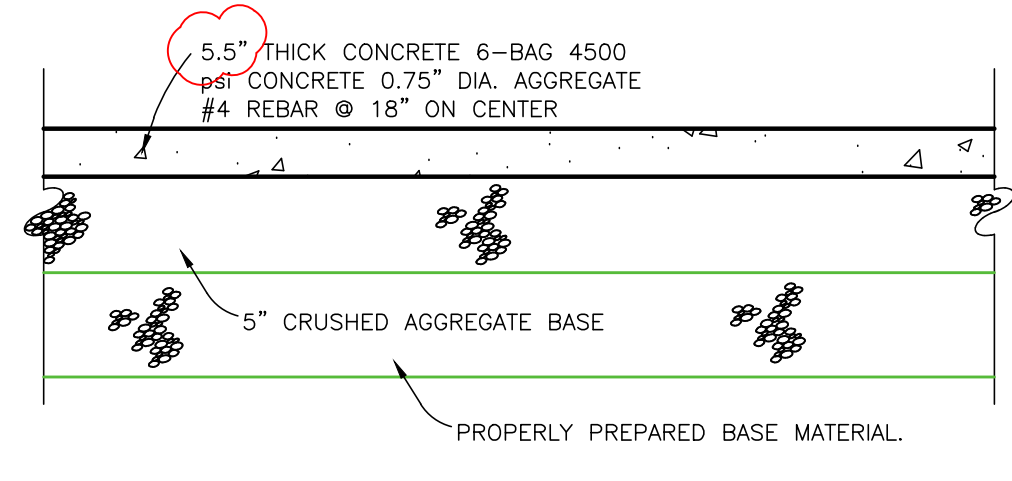 5.5" THICK CONCRETE 6-BAG 4500
psi CONCRETE 0.75" DIA. AGGREGATE
#4 REBAR @ 18" ON CENTER
5" CRUSHED AGGREGATE BASE
PROPERLY PREPARED BASE MATERIAL.